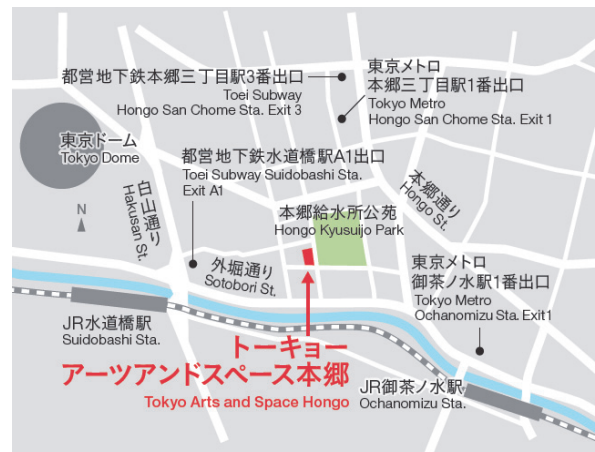 都営地下鉄本郷三丁目駅3番出口
Toei Subway
Hongo San Chome Sta. Exit 3
東京メトロ
本郷三丁目駅1番出口
Tokyo Metro
Hongo San Chome Sta. Exit 1
東京ドーム
Tokyo Dome
都営地下鉄水道橋駅A1出口
Toei Subway Suidobashi Sta.
Exit A1
白山通り
Hakusan St.
本郷通り
Hongo St.
N
本郷給水所公苑
Hongo Kyusuijo Park
外堀通り
Sotobori St.
東京メトロ
御茶ノ水駅1番出口
Tokyo Metro
Ochanomizu Sta. Exit1
JR水道橋駅
Suidobashi Sta.
トーキョー
アーツアンドスペース本郷
Tokyo Arts and Space Hongo
JR御茶ノ水駅
Ochanomizu Sta.